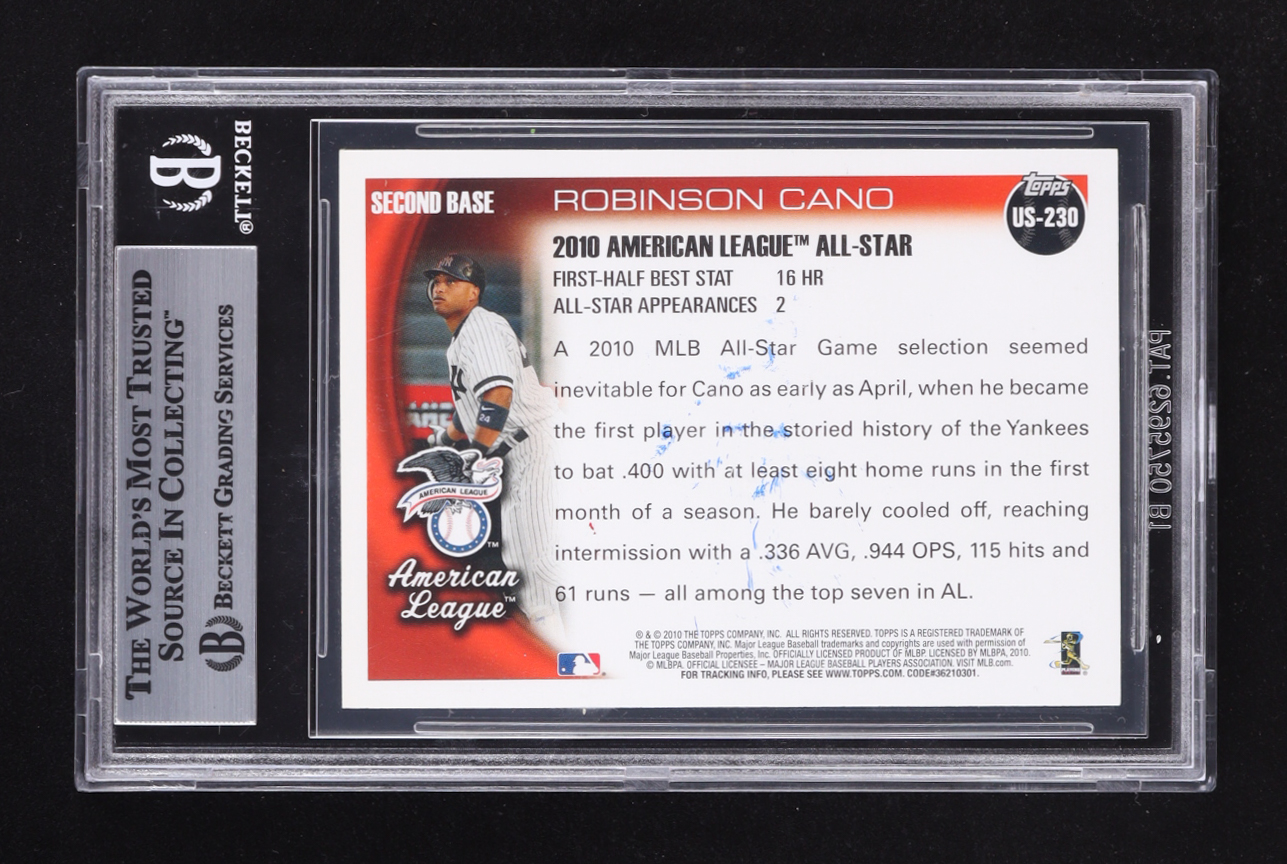 BECKETT®
B
THE WORLD'S MOST TRUSTED
SOURCE IN COLLECTING™
B BECKETT GRADING SERVICES
SECOND BASE
ROBINSON CANO
Topps
US-230
2010 AMERICAN LEAGUE™ ALL-STAR
FIRST-HALF BEST STAT 16 HR
ALL-STAR APPEARANCES 2
A 2010 MLB All-Star Game selection seemed
inevitable for Cano as early as April, when he became
the first player in the storied history of the Yankees
to bat .400 with at least eight home runs in the first
month of a season. He barely cooled off, reaching
intermission with a .336 AVG, .944 OPS, 115 hits and
61 runs — all among the top seven in AL.
24
AMERICAN LEAGUE
TM
American
League™
® & © 2010 THE TOPPS COMPANY, INC. ALL RIGHTS RESERVED. TOPPS IS A REGISTERED TRADEMARK OF
THE TOPPS COMPANY, INC. Major League Baseball trademarks and copyrights are used with permission of
Major League Baseball Properties, Inc. OFFICIALLY LICENSED PRODUCT OF MLBP. LICENSED BY MLBPA, 2010.
© MLBPA. OFFICIAL LICENSEE – MAJOR LEAGUE BASEBALL PLAYERS ASSOCIATION. VISIT MLB.com.
FOR TRACKING INFO, PLEASE SEE WWW.TOPPS.COM. CODE#36210301.
PAT. 6295750 B1